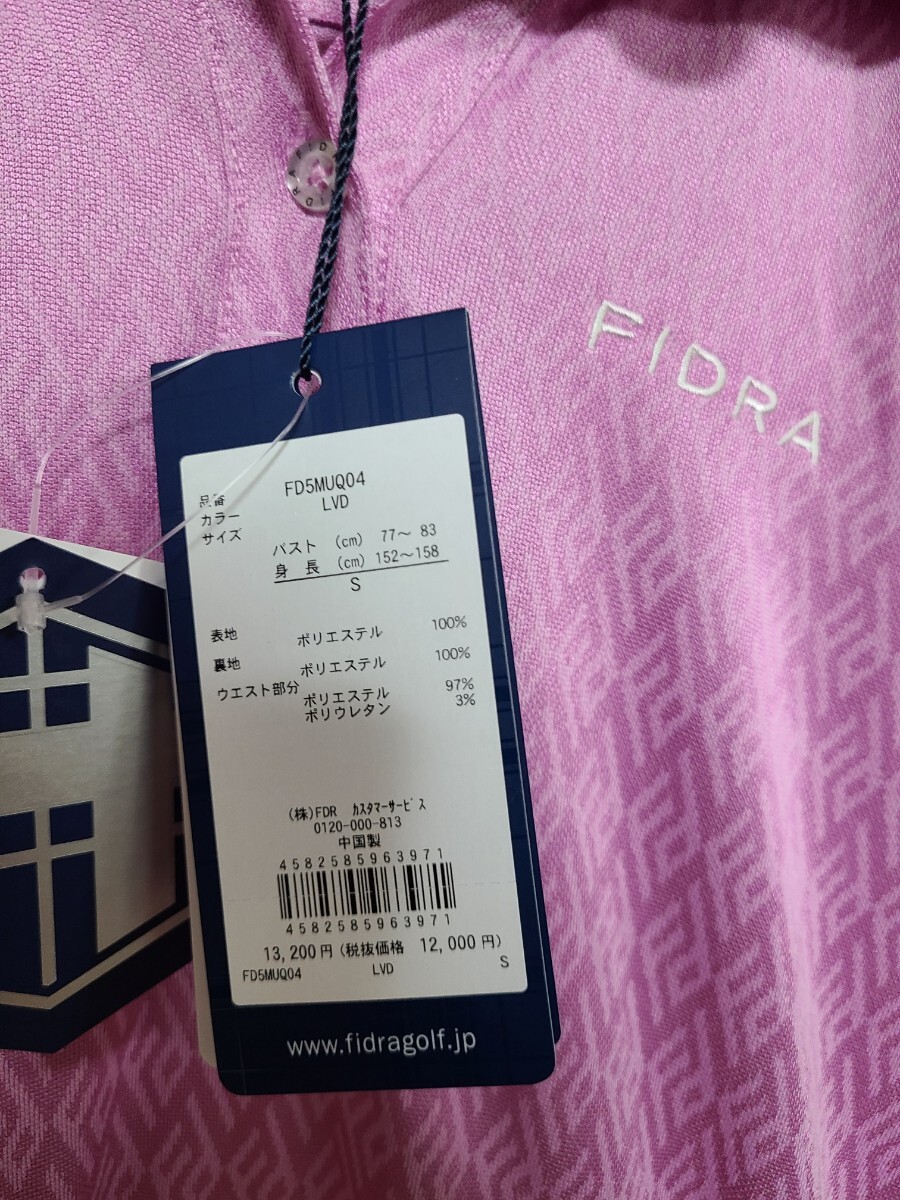 FIDRA
FIDRA
品番 FD5MUQ04
カラー LVD
サイズ
バスト (cm) 77～ 83
身 長 (cm) 152～158
S
表地 ポリエステル 100%
裏地 ポリエステル 100%
ウエスト部分 ポリエステル 97%
ポリウレタン 3%
(株)FDR ｶｽﾀﾏｰｻｰﾋﾞｽ
0120-000-813
中国製
4582585963971
4582585963971
13,200円(税抜価格 12,000円)
FD5MUQ04 LVD S
www.fidragolf.jp